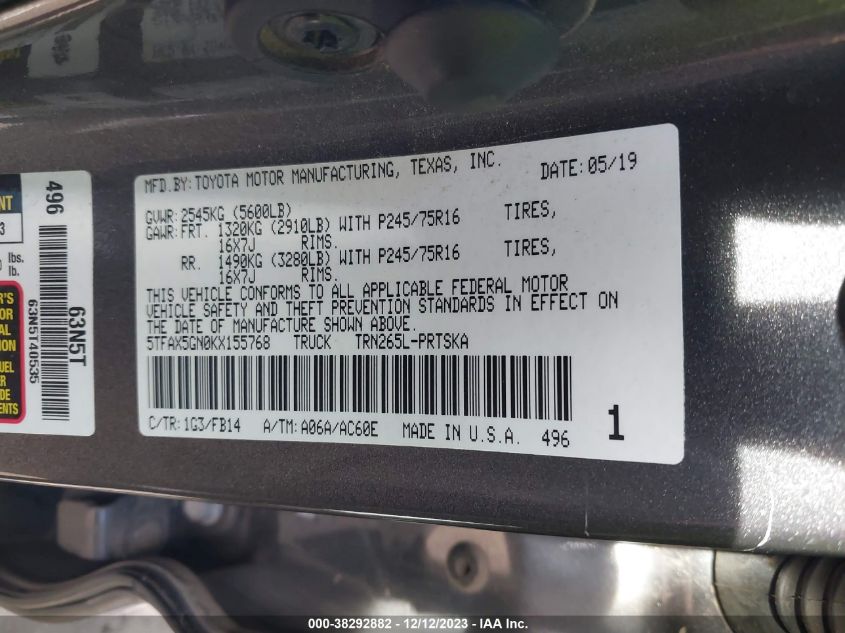 MFD.BY:TOYOTA MOTOR MANUFACTURING, TEXAS, INC. DATE:05/19
GVWR:2545KG (5600LB)
GAWR:FRT. 1320KG (2910LB) WITH P245/75R16 TIRES,
16X7J RIMS.
RR. 1490KG (3280LB) WITH P245/75R16 TIRES,
16X7J RIMS.
THIS VEHICLE CONFORMS TO ALL APPLICABLE FEDERAL MOTOR
VEHICLE SAFETY AND THEFT PREVENTION STANDARDS IN EFFECT ON
THE DATE OF MANUFACTURE SHOWN ABOVE.
5TFAX5GN0KX155768 TRUCK TRN265L-PRTSKA
C/TR:1G3/FB14 A/TM:A06A/AC60E MADE IN U.S.A. 496 1
496
63N5T
63N5T40535
3
lbs.
lb.
000-38292882 - 12/12/2023 - IAA Inc.